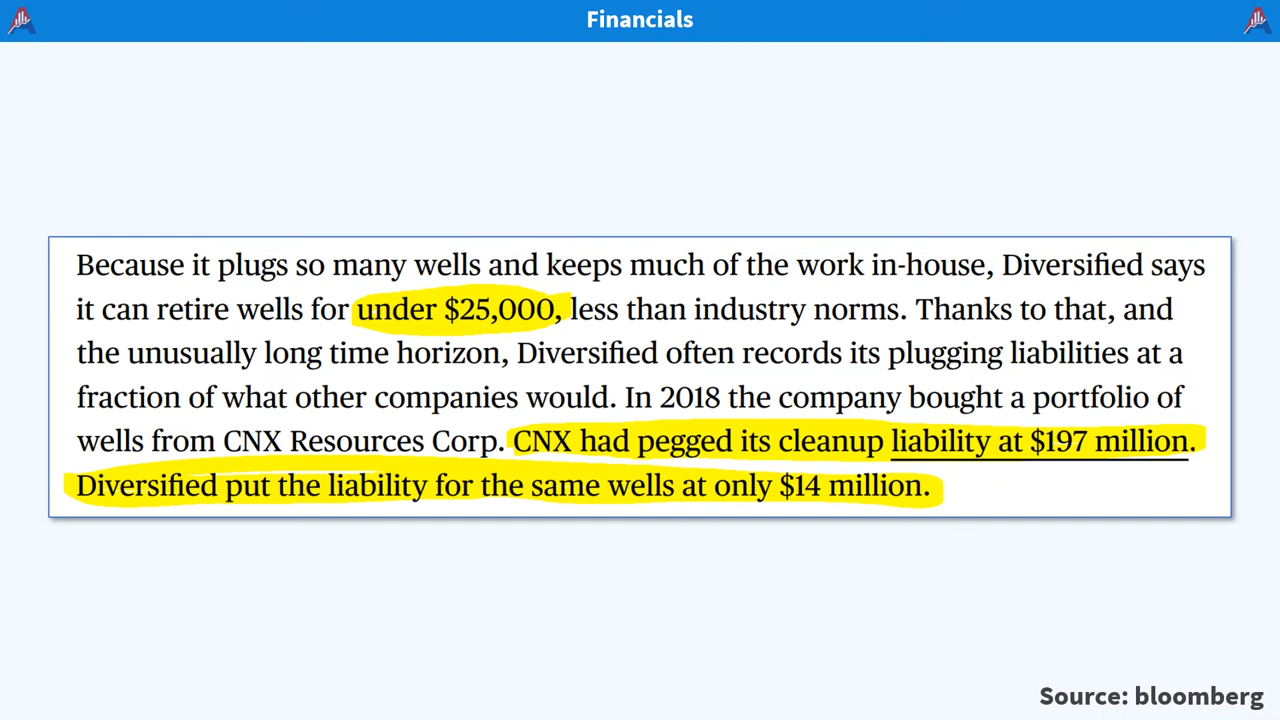 Financials
Because it plugs so many wells and keeps much of the work in-house, Diversified says
it can retire wells for under $25,000, less than industry norms. Thanks to that, and
the unusually long time horizon, Diversified often records its plugging liabilities at a
fraction of what other companies would. In 2018 the company bought a portfolio of
wells from CNX Resources Corp. CNX had pegged its cleanup liability at $197 million.
Diversified put the liability for the same wells at only $14 million.
Source: bloomberg